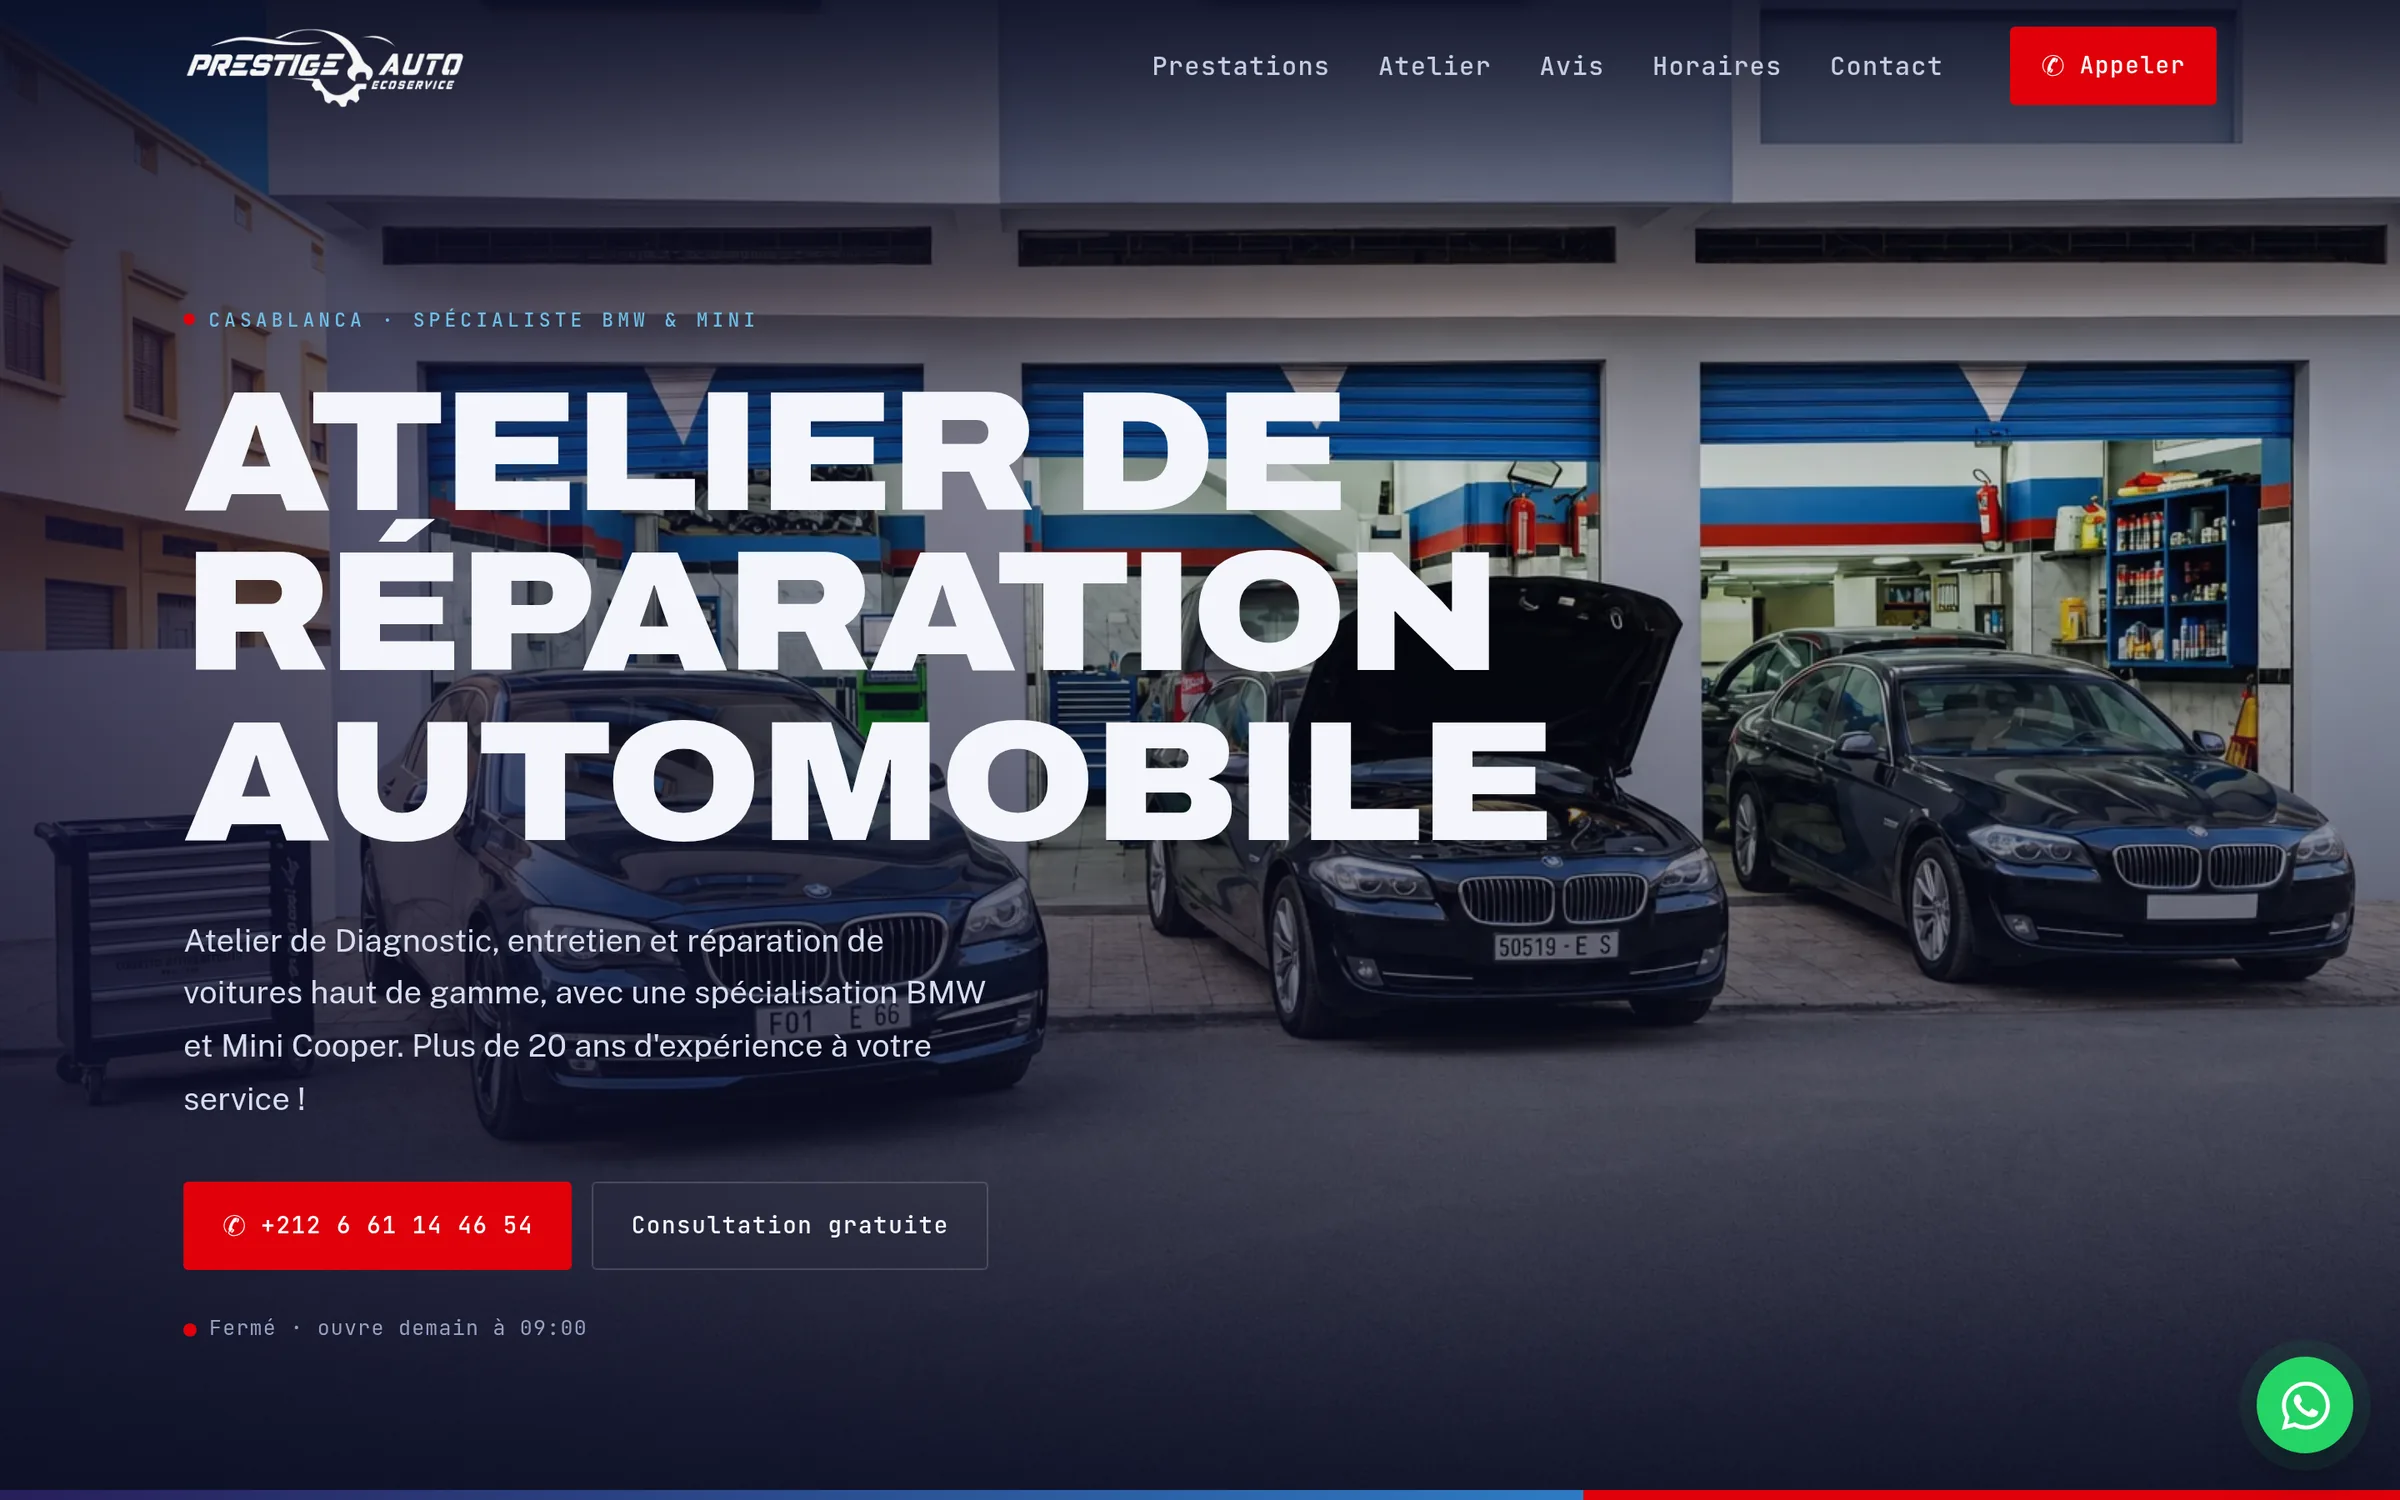 PRESTIGE AUTO
ECOSERVICE
Prestations
Atelier
Avis
Horaires
Contact
✆ Appeler
CASABLANCA · SPÉCIALISTE BMW & MINI
ATELIER DE
RÉPARATION
AUTOMOBILE
50519-E S
Atelier de Diagnostic, entretien et réparation de
voitures haut de gamme, avec une spécialisation BMW
F01 E 66
et Mini Cooper. Plus de 20 ans d'expérience à votre
service !
✆ +212 6 61 14 46 54
Consultation gratuite
Fermé · ouvre demain à 09:00